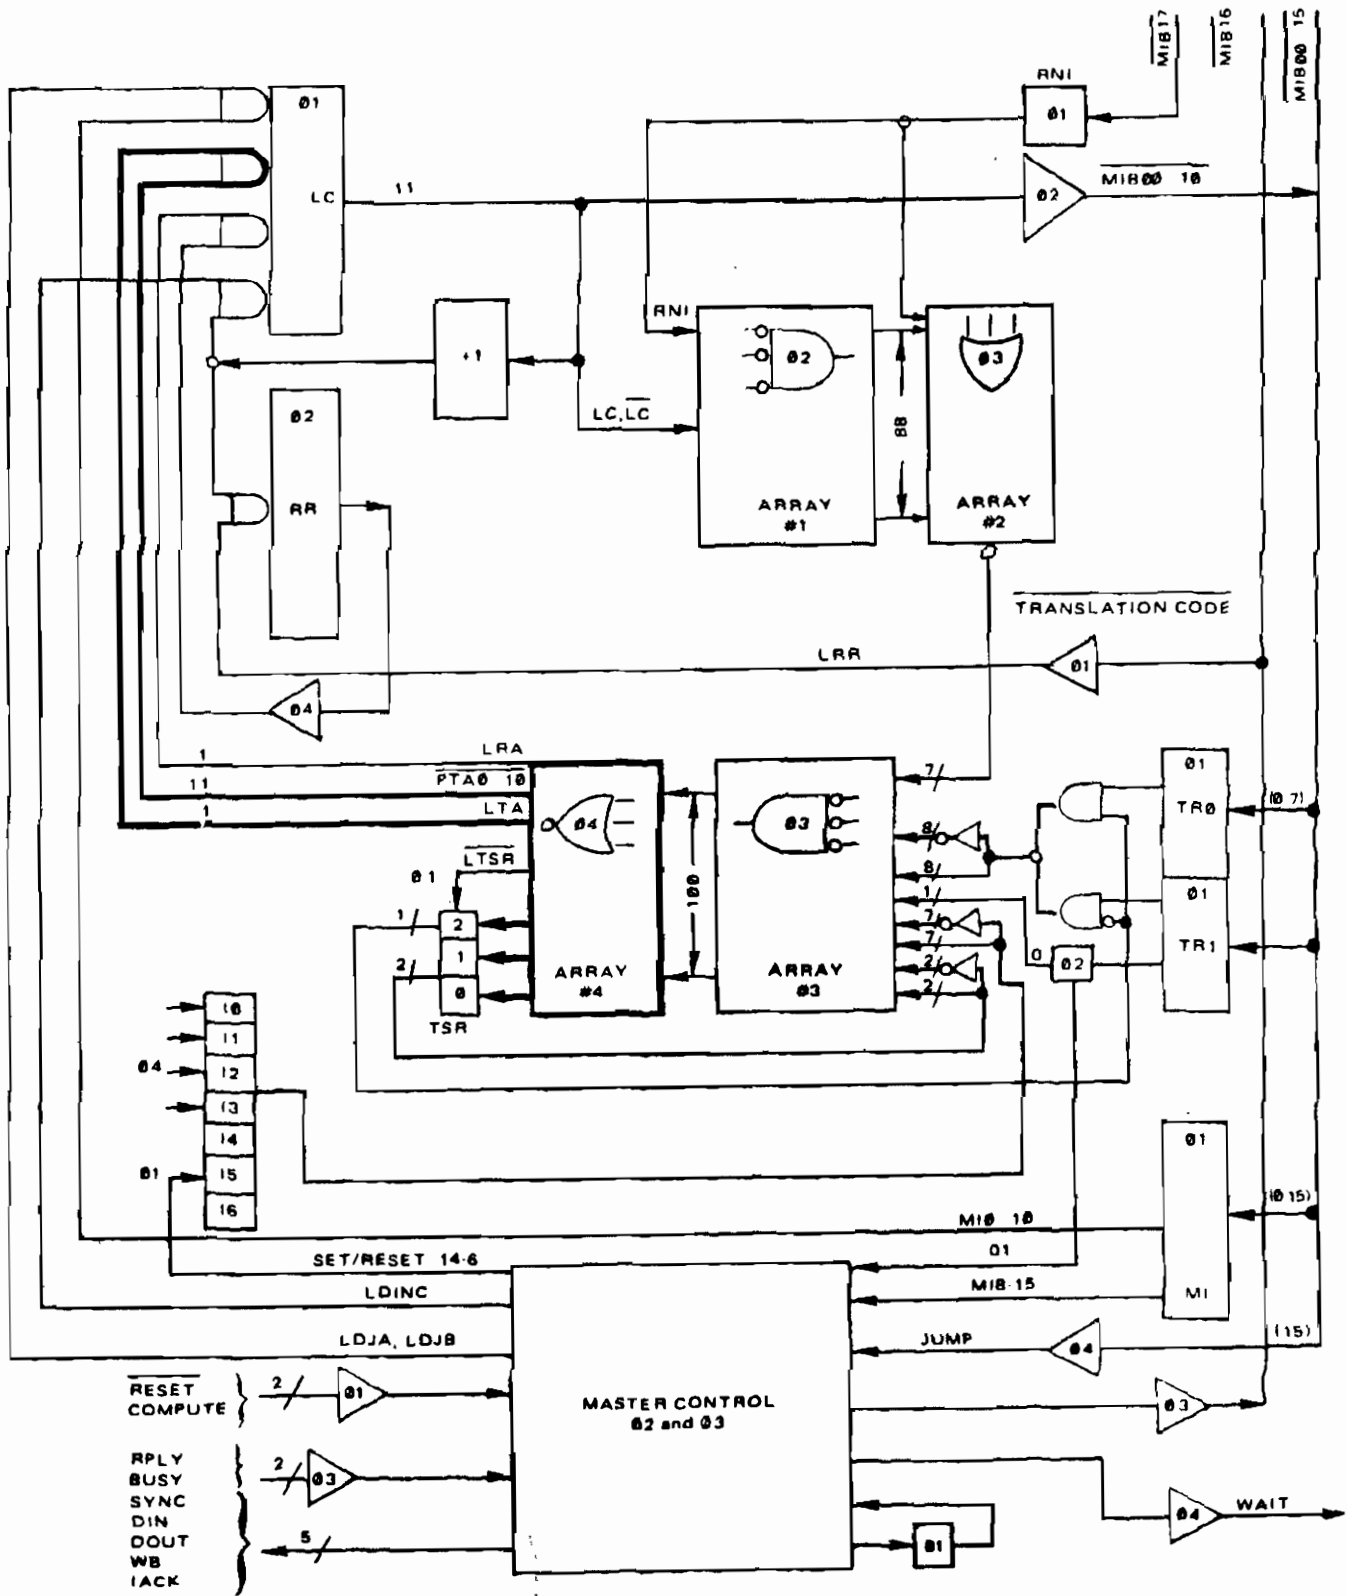 MIB17
MIB16
MIB00 15
RNI
01
01
LC
11
02
MIB00 10
RNI
02
03
+1
LC, LC
88
ARRAY
#1
ARRAY
#2
02
RR
TRANSLATION CODE
LRR
01
04
1
LRA
11
PTA0 10
1
LTA
04
LTSR
01
1
2
2
1
0
TSR
ARRAY
#4
100
03
7
8
8
1
7
7
2
2
ARRAY
03
01
TR0
(0 7)
01
TR1
Q
02
10
11
04
12
13
14
01
15
16
01
MI
(0 15)
MI0 10
SET/RESET 14-6
LDINC
LDJA, LDJB
Q1
MI8-15
JUMP
04
(15)
MASTER CONTROL
02 and 03
RESET
COMPUTE
2
01
RPLY
BUSY
2
03
SYNC
DIN
DOUT
WB
IACK
5
03
04
WAIT
01